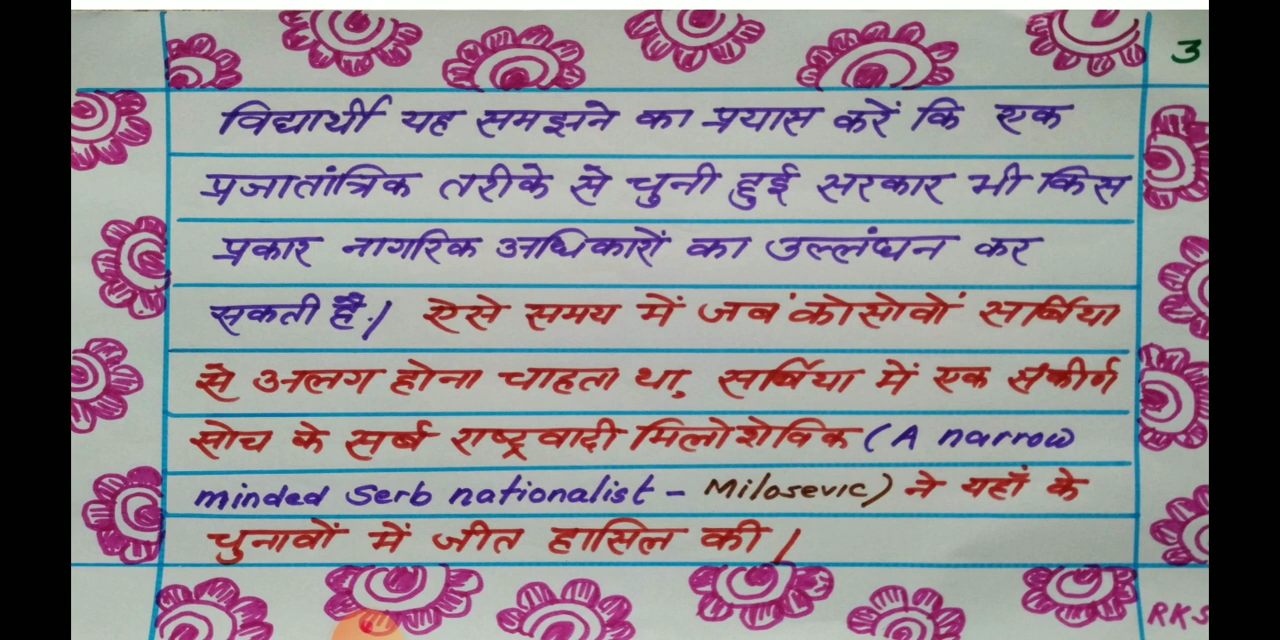 3
विद्यार्थी यह समझने का प्रयास करें कि एक
प्रजातांत्रिक तरीके से चुनी हुई सरकार भी किस
प्रकार नागरिक अधिकारों का उल्लंघन कर
सकती है। ऐसे समय में जब कोसोवो सर्बिया
से अलग होना चाहता था, सर्बिया में एक संकीर्ण
सोच के सर्ब राष्ट्रवादी मिलोशेविक (A narrow
minded Serb nationalist - Milosevic) ने यहाँ के
चुनावों में जीत हासिल की।
RKS